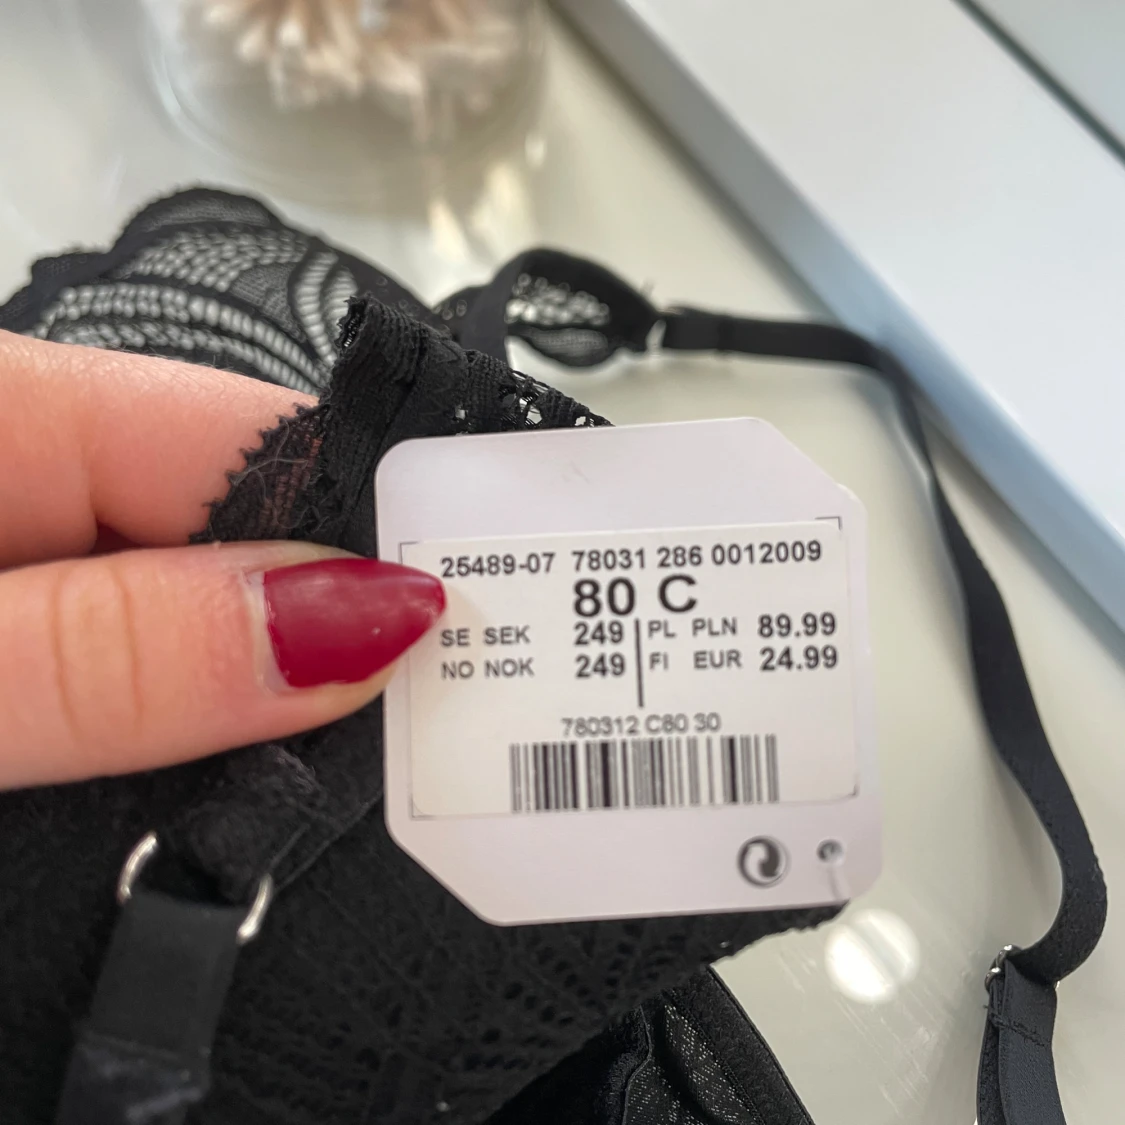 25489-07 78031 286 0012009
80 C
SE SEK 249 PL PLN 89.99
NO NOK 249 FI EUR 24.99
780312 C80 30